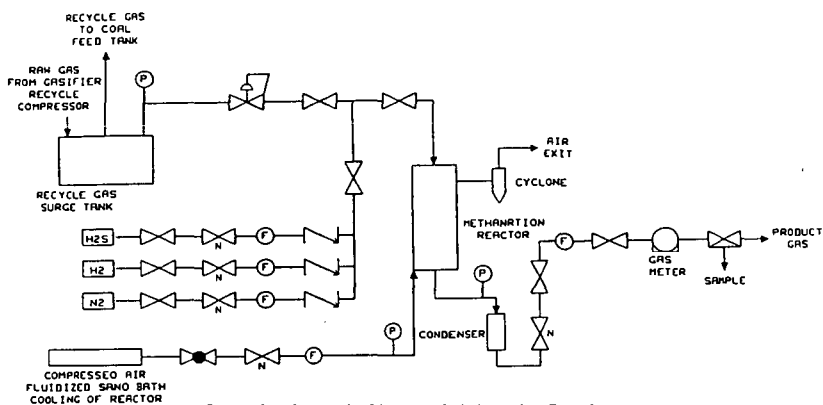 RECYCLE GAS
TO COAL
FEED TANK
RAW GAS
FROM GASIFIER
RECYCLE
COMPRESSOR
P
RECYCLE GAS
SURGE TANK
AIR
EXIT
CYCLONE
METHANATION
REACTOR
H2S
N
F
H2
N
F
N2
N
F
P
CONDENSER
N
F
GAS
METER
PRODUCT
GAS
SAMPLE
P
N
F
COMPRESSED AIR
FLUIDIZED SAND BATH
COOLING OF REACTOR